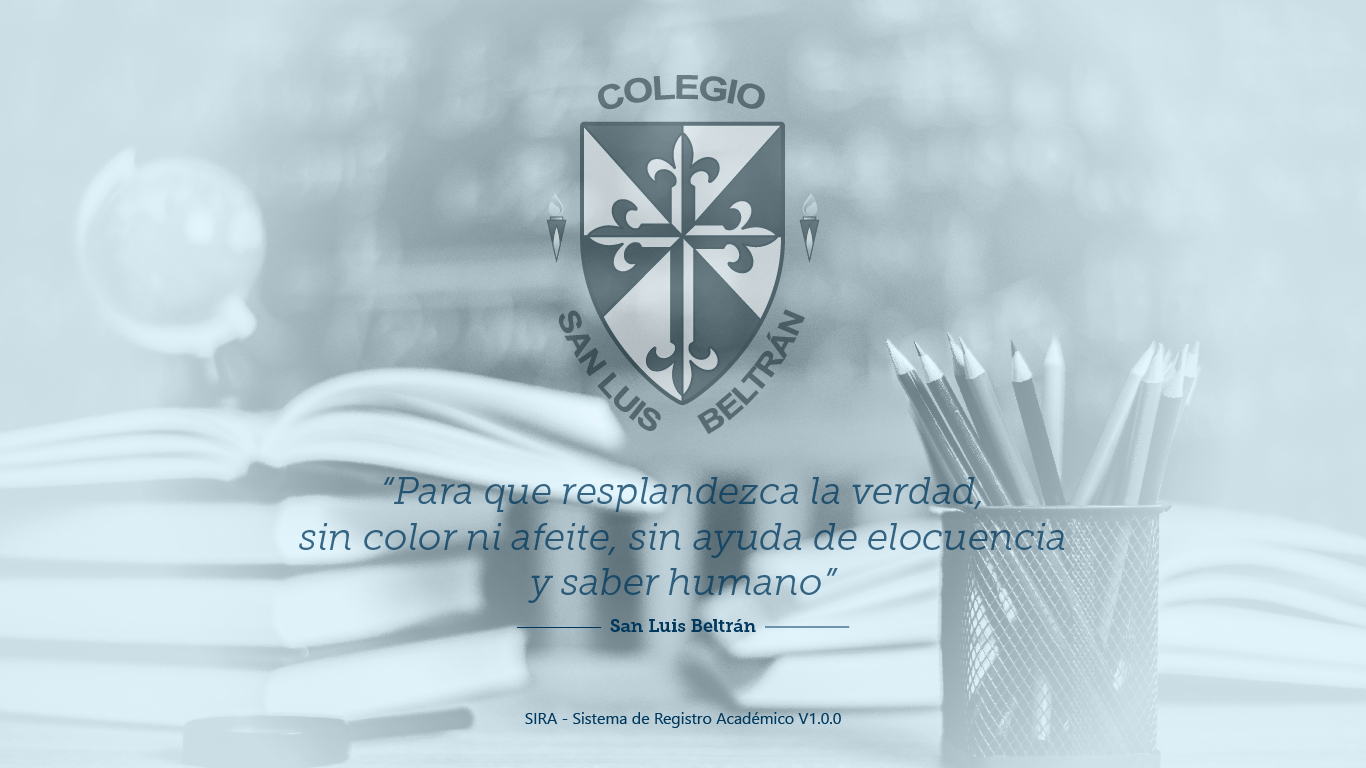 COLEGIO
SAN LUIS BELTRÁN
“Para que resplandezca la verdad,
sin color ni afeite, sin ayuda de elocuencia
y saber humano”
San Luis Beltrán
SIRA - Sistema de Registro Académico V1.0.0